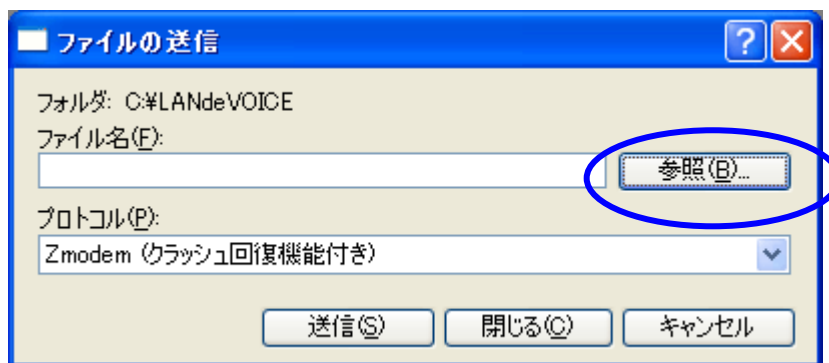 ファイルの送信
フォルダ: C:¥LANdeVOICE
ファイル名(F):
参照(B)...
プロトコル(P):
Zmodem (クラッシュ回復機能付き)
送信(S) 閉じる(C) キャンセル